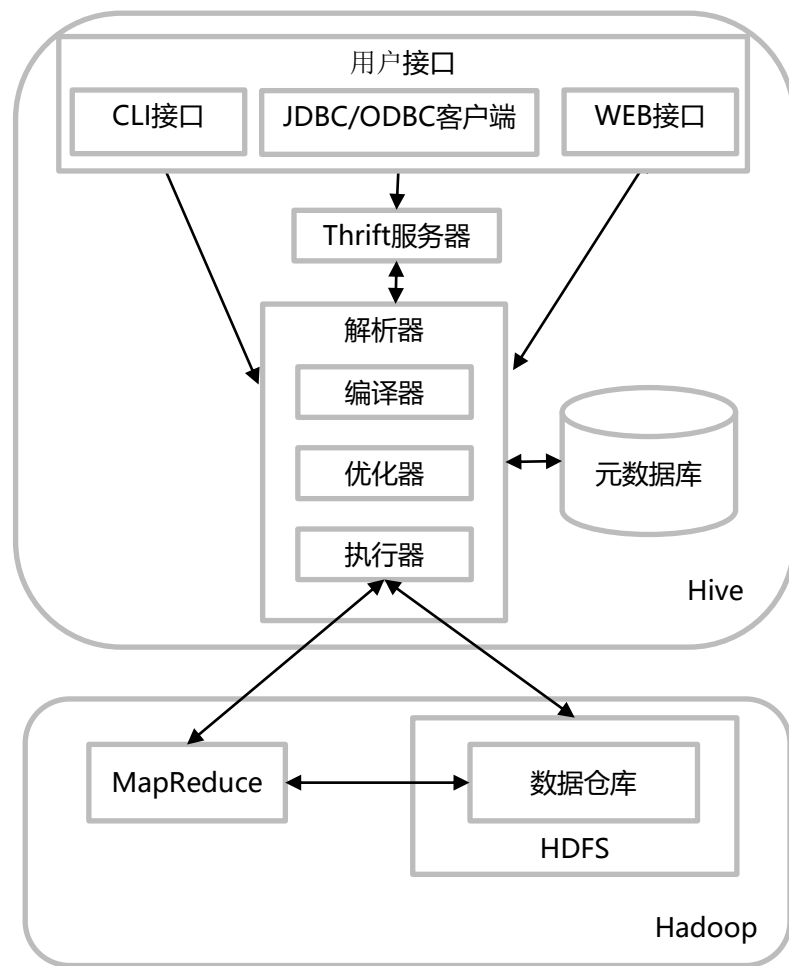 用户接口
CLI接口
JDBC/ODBC客户端
WEB接口
Thrift服务器
解析器
编译器
优化器
执行器
元数据库
Hive
MapReduce
数据仓库
HDFS
Hadoop